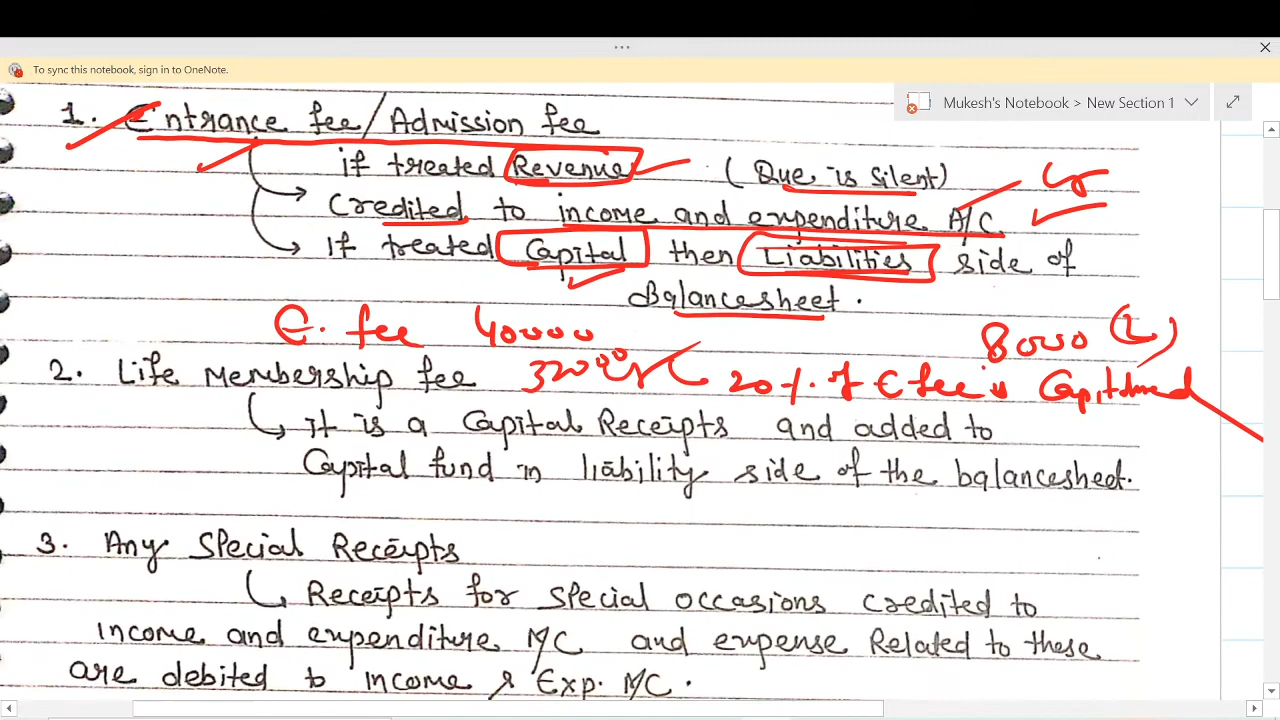 To sync this notebook, sign in to OneNote.
Mukesh's Notebook > New Section 1
1. Entrance fee/Admission fee
if treated Revenue (Que is silent)
Credited to income and expenditure A/C Cr
If treated Capital then Liabilities side of
Balancesheet.
E. fee 40000 8000 (L)
2. Life Membership fee 32000 Cr 20% of E fee is Capitalised
it is a Capital Receipts and added to
Capital fund in liability side of the balancesheet.
3. Any Special Receipts
Receipts for special occasions credited to
income and expenditure A/C and expense Related to these
are debited to income & Exp. A/C.